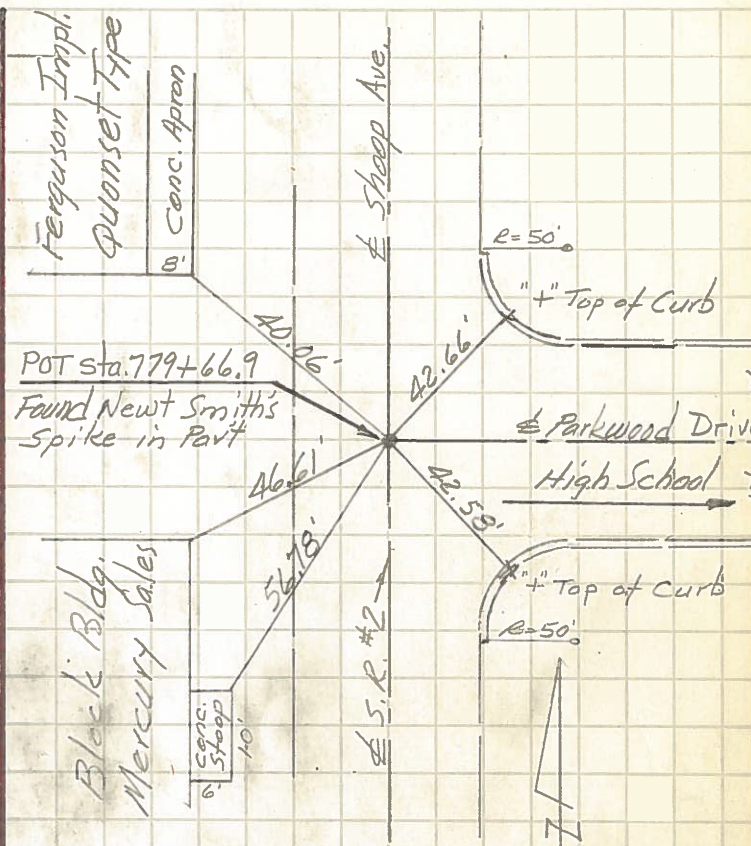 Ferguson Impl.
Quonset Type
Conc. Apron
8'
℄ Shoop Ave.
R=50'
"+" Top of Curb
40.06'
42.66'
POT Sta. 779+66.9
Found Newt Smith's
Spike in Pav't
℄ Parkwood Drive
High School
46.61'
42.58'
56.78'
"+" Top of Curb
R=50'
Block Bldg.
Mercury Sales
Conc.
Stoop
10'
6'
℄ S.R. #2
N